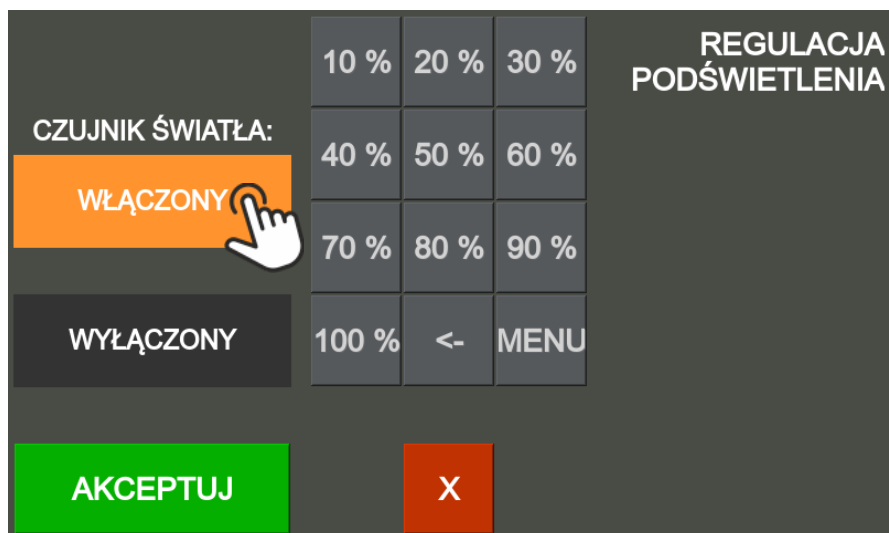 REGULACJA
PODŚWIETLENIA
10 % 20 % 30 %
CZUJNIK ŚWIATŁA:
40 % 50 % 60 %
WŁĄCZONY
70 % 80 % 90 %
WYŁĄCZONY
100 % <- MENU
AKCEPTUJ
X